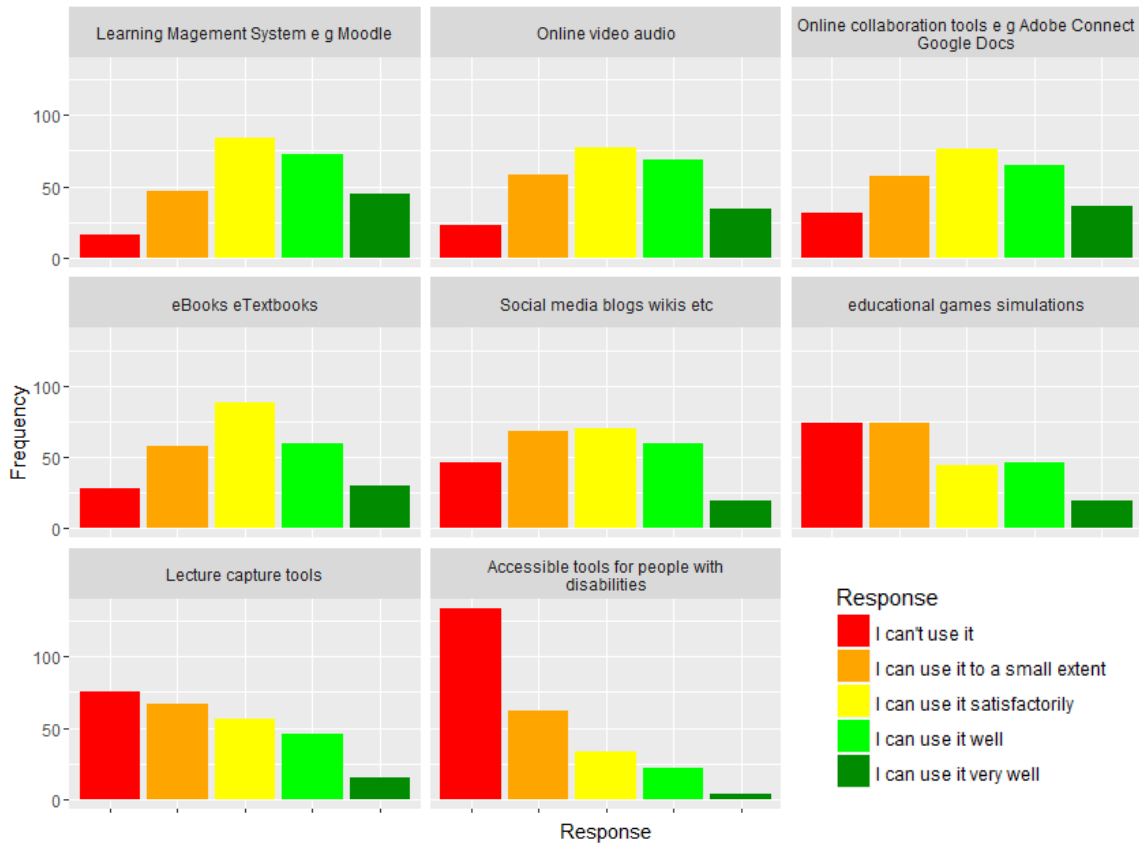 Learning Magement System e g Moodle
Online video audio
Online collaboration tools e g Adobe Connect
Google Docs
100
50
0
eBooks eTextbooks
Social media blogs wikis etc
educational games simulations
Frequency
100
50
0
Lecture capture tools
Accessible tools for people with
disabilities
100
50
0
Response
Response
I can't use it
I can use it to a small extent
I can use it satisfactorily
I can use it well
I can use it very well